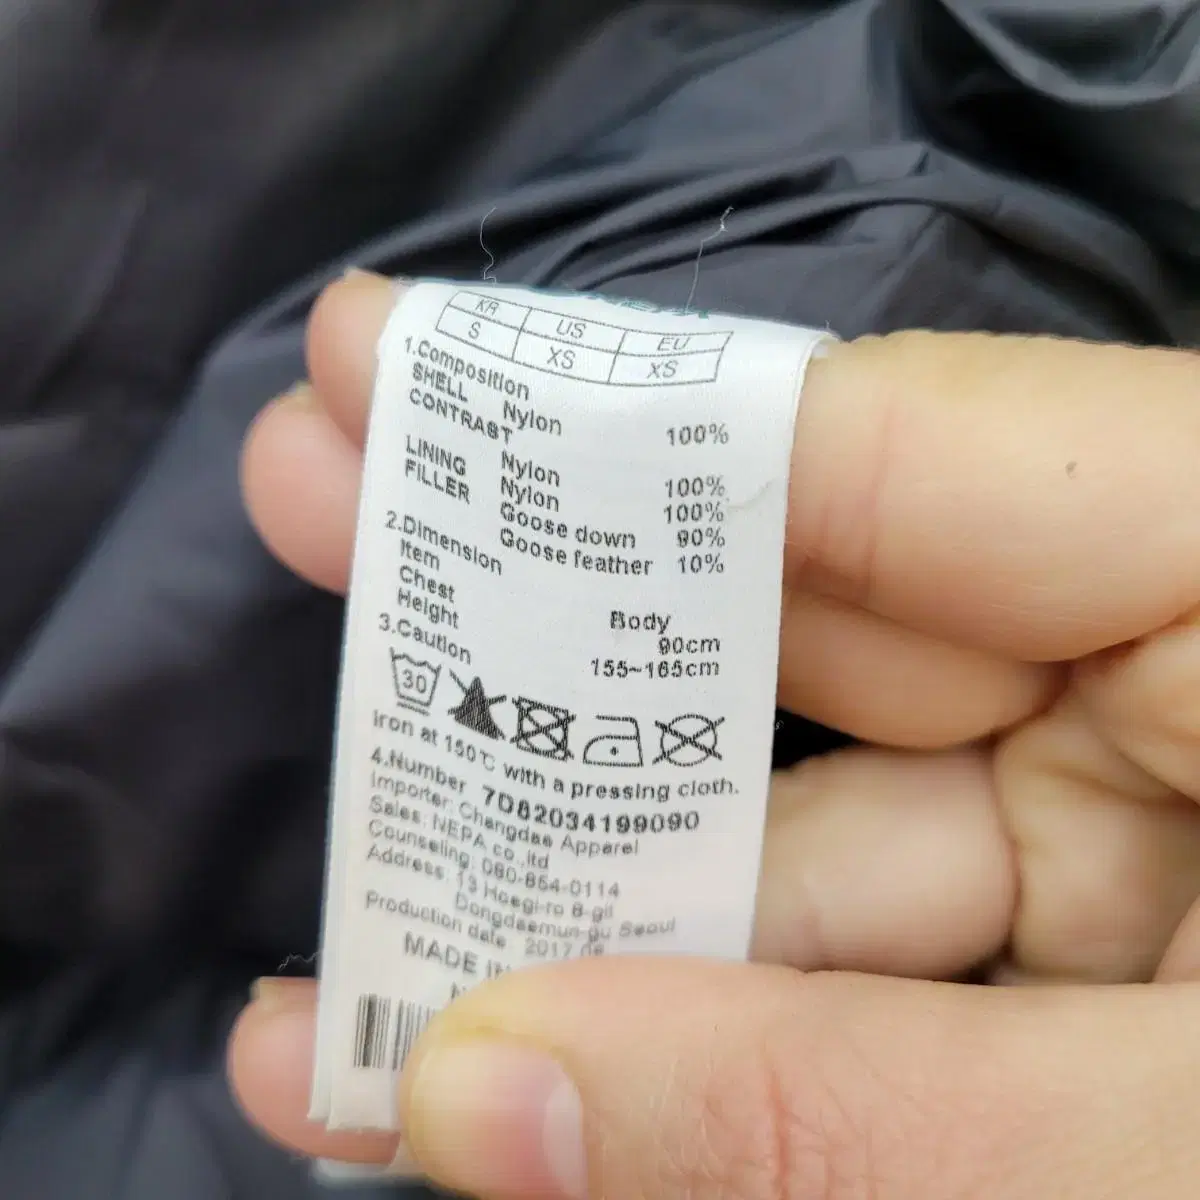 KR US EU
S XS XS
1.Composition
SHELL Nylon 100%
CONTRAST
Nylon 100%
LINING Nylon 100%
FILLER Goose down 90%
Goose feather 10%
2.Dimension
Item Body
Chest 90cm
Height 155~165cm
3.Caution
30
Iron at 150℃ with a pressing cloth.
4.Number 7D82034199090
Importer: Changdae Apparel
Sales: NEPA co.,ltd
Counseling: 080-854-0114
Address: 13 Hoegi-ro 8-gil
Dongdaemun-gu Seoul
Production date 2017.
MADE IN